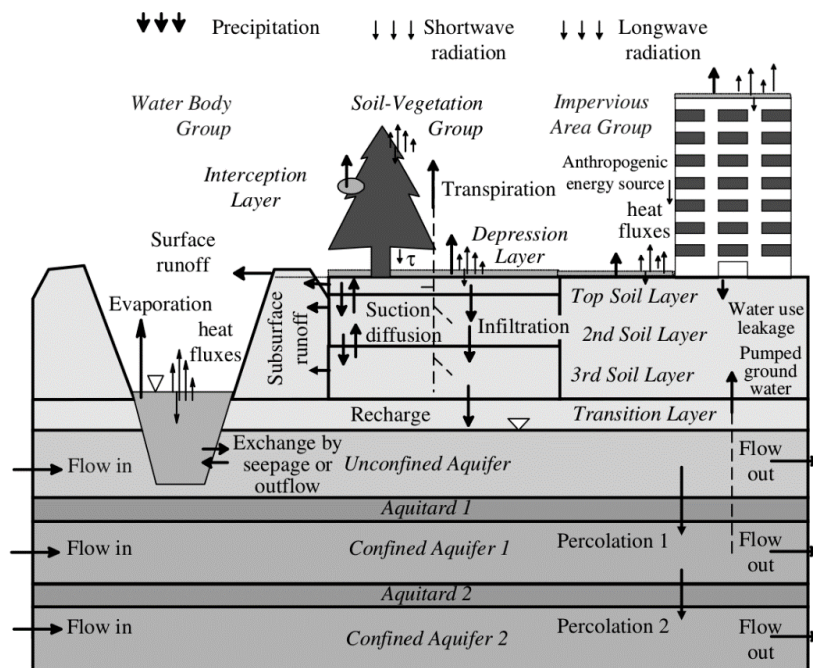 Precipitation
Shortwave
radiation
Longwave
radiation
Water Body
Group
Soil-Vegetation
Group
Impervious
Area Group
Interception
Layer
Transpiration
Anthropogenic
energy source
heat
fluxes
Depression
Layer
τ
Surface
runoff
Evaporation
heat
fluxes
Subsurface
runoff
Suction
diffusion
Infiltration
Top Soil Layer
2nd Soil Layer
3rd Soil Layer
Water use
leakage
Pumped
ground
water
Recharge
Transition Layer
Exchange by
seepage or
outflow
Flow in
Unconfined Aquifer
Flow
out
Aquitard 1
Flow in
Confined Aquifer 1
Percolation 1
Flow
out
Aquitard 2
Flow in
Confined Aquifer 2
Percolation 2
Flow
out